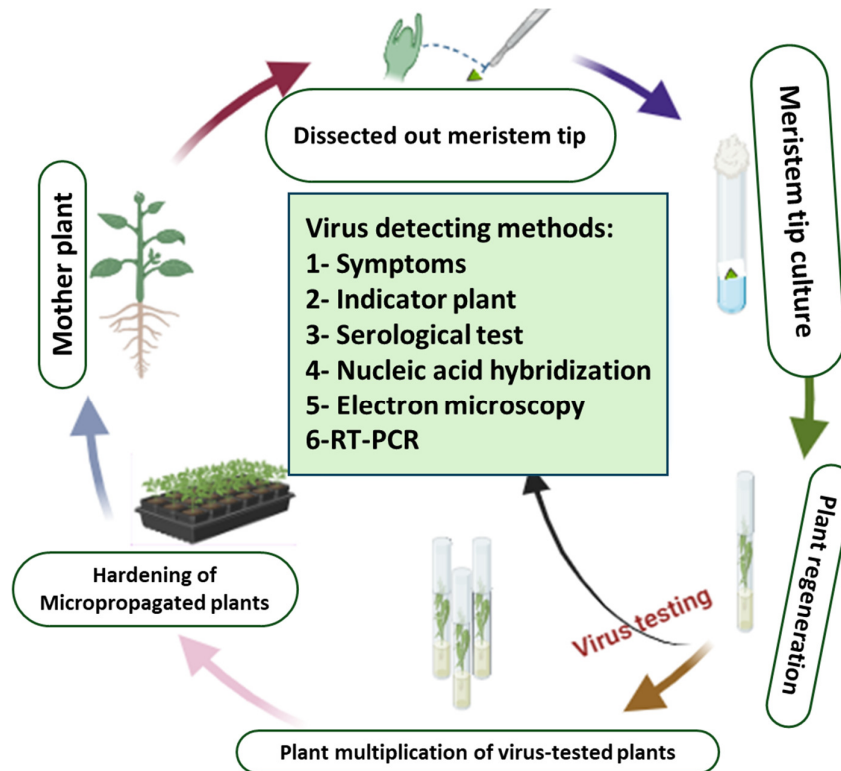 Dissected out meristem tip
Meristem tip culture
Mother plant
Virus detecting methods:
1- Symptoms
2- Indicator plant
3- Serological test
4- Nucleic acid hybridization
5- Electron microscopy
6-RT-PCR
Plant regeneration
Virus testing
Hardening of
Micropropagated plants
Plant multiplication of virus-tested plants